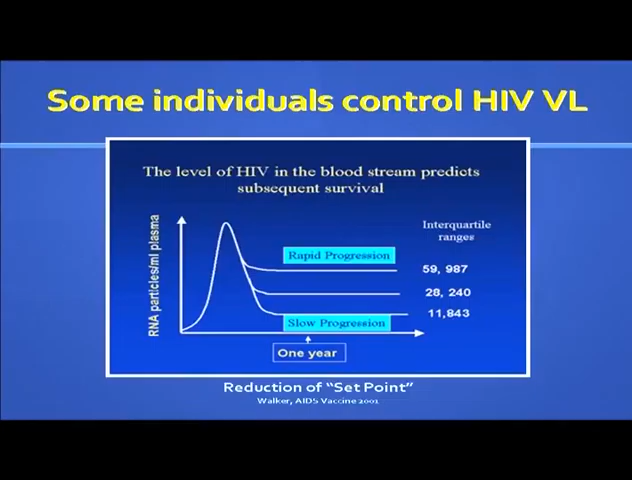 Some individuals control HIV VL
The level of HIV in the blood stream predicts
subsequent survival
RNA particles/ml plasma
Interquartile
ranges
Rapid Progression
59, 987
28, 240
11,843
Slow Progression
One year
Reduction of “Set Point”
Walker, AIDS Vaccine 2001